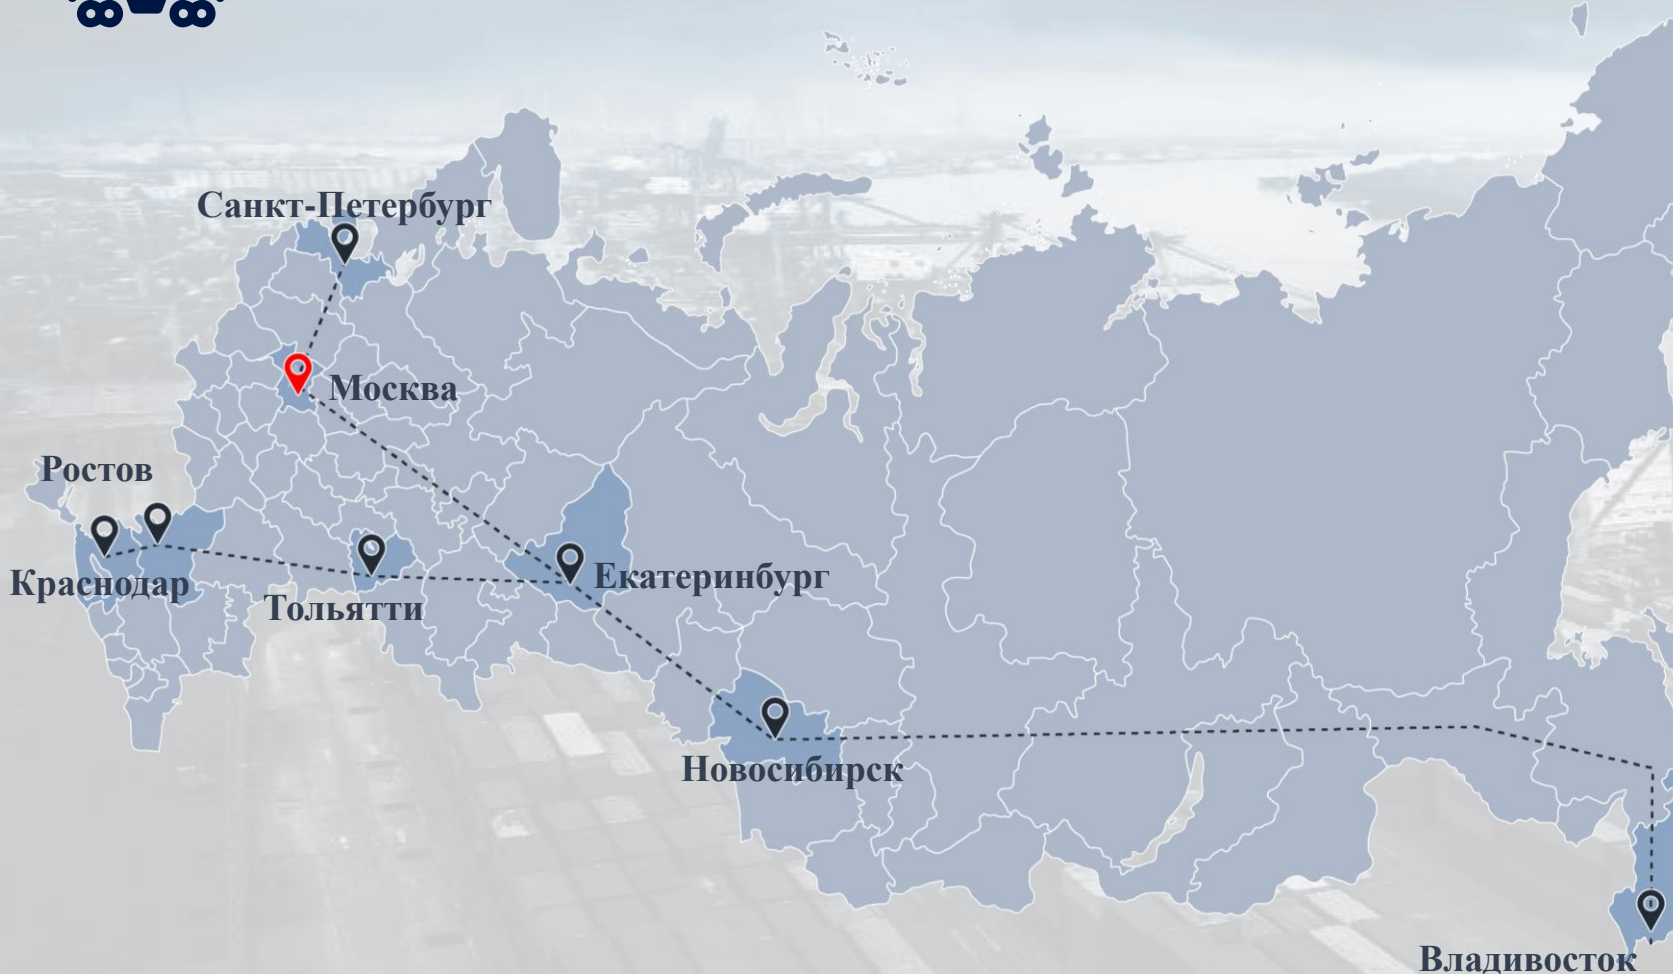 Санкт-Петербург
Москва
Ростов
Краснодар
Тольятти
Екатеринбург
Новосибирск
Владивосток